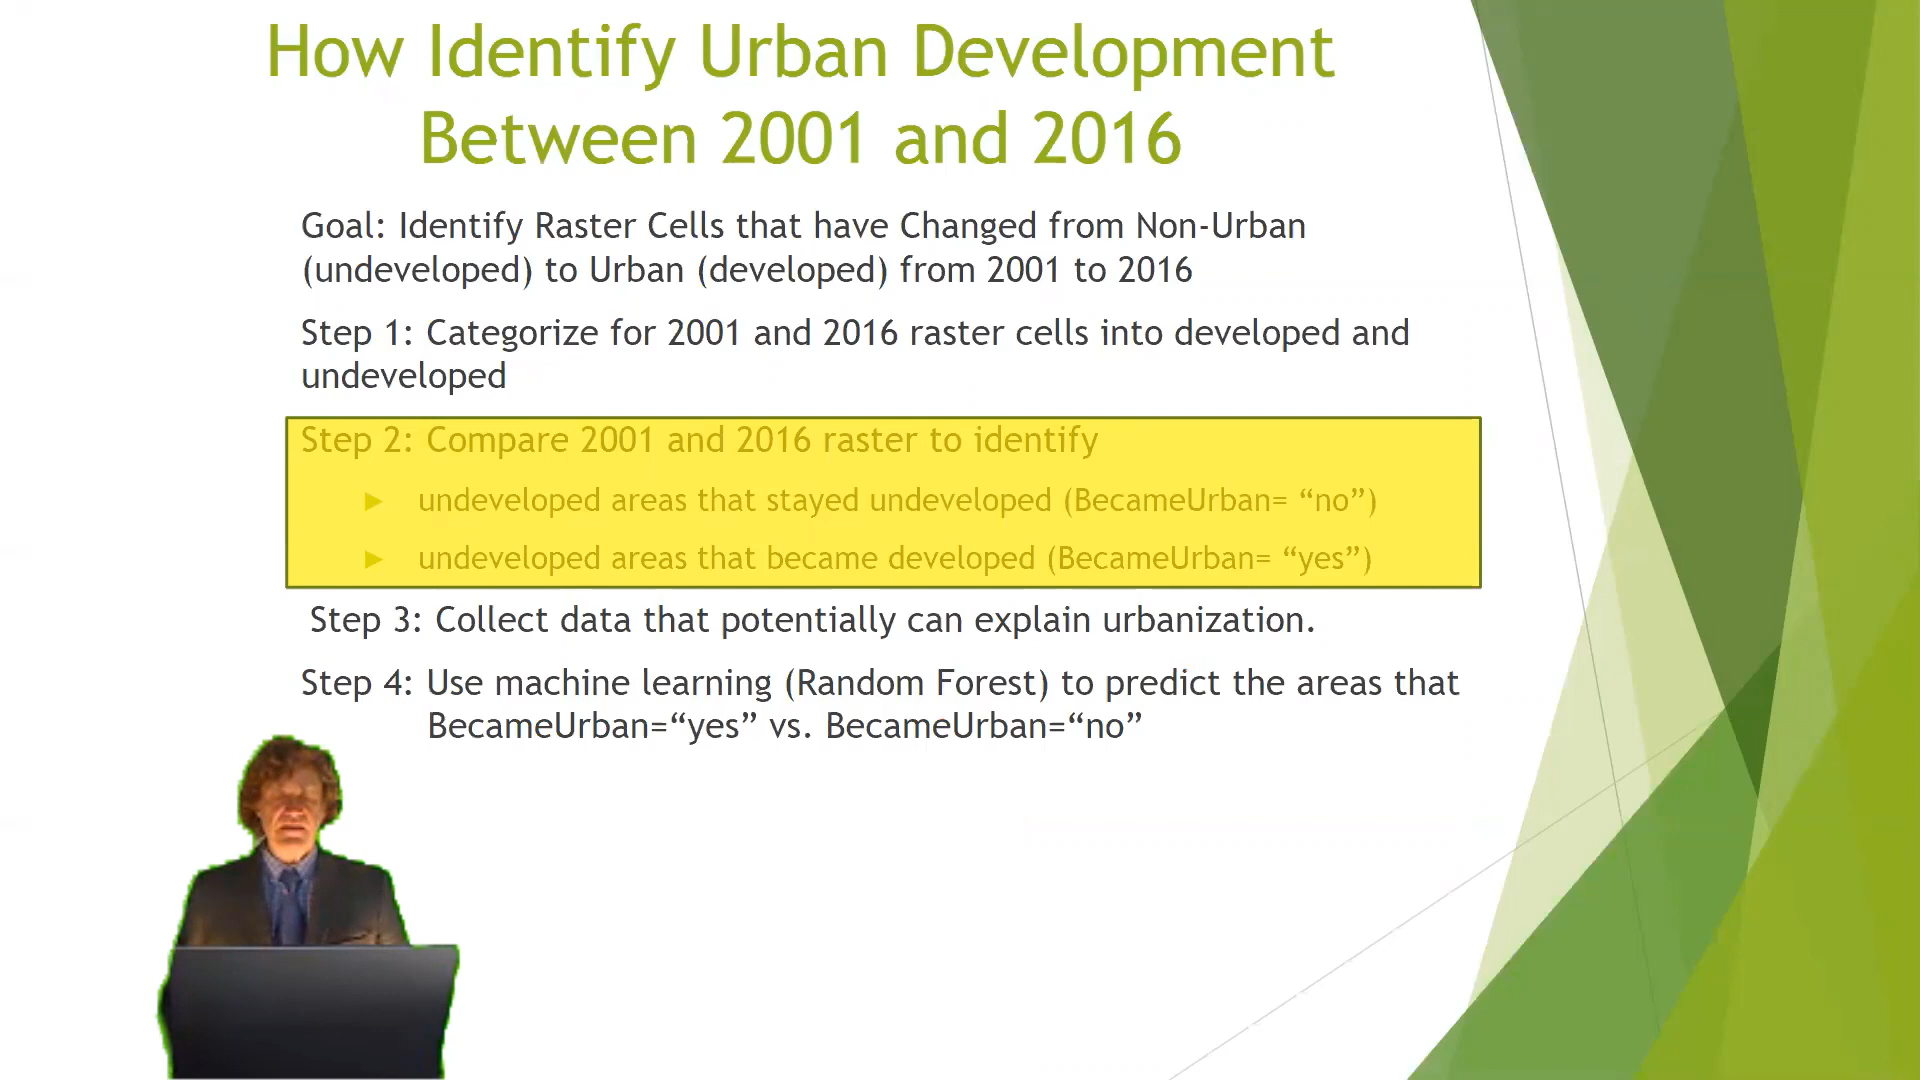 How Identify Urban Development
Between 2001 and 2016
Goal: Identify Raster Cells that have Changed from Non-Urban
(undeveloped) to Urban (developed) from 2001 to 2016
Step 1: Categorize for 2001 and 2016 raster cells into developed and
undeveloped
Step 2: Compare 2001 and 2016 raster to identify
undeveloped areas that stayed undeveloped (BecameUrban= “no”)
undeveloped areas that became developed (BecameUrban= “yes”)
Step 3: Collect data that potentially can explain urbanization.
Step 4: Use machine learning (Random Forest) to predict the areas that
BecameUrban=“yes” vs. BecameUrban=“no”